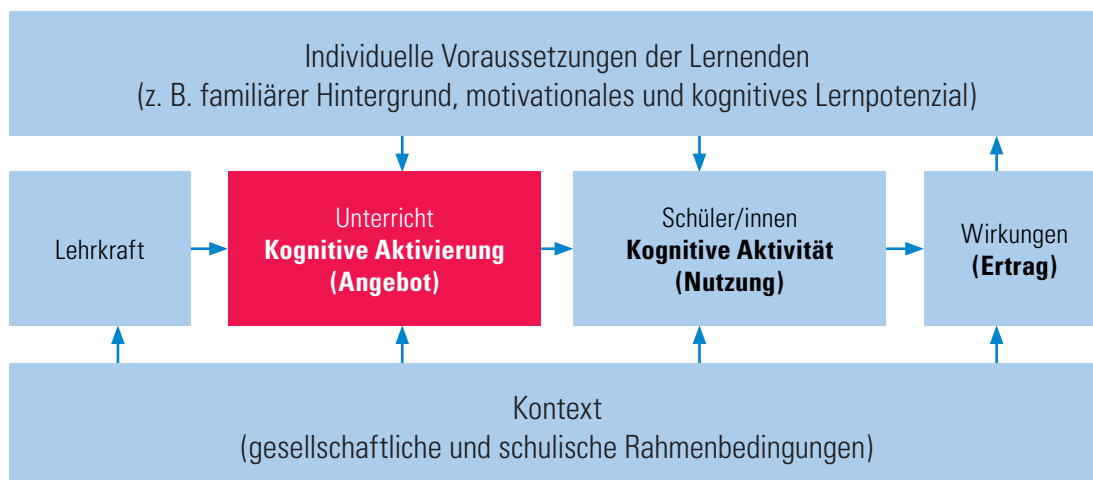 Individuelle Voraussetzungen der Lernenden
(z. B. familiärer Hintergrund, motivationales und kognitives Lernpotenzial)
Lehrkraft
Unterricht
Kognitive Aktivierung
(Angebot)
Schüler/innen
Kognitive Aktivität
(Nutzung)
Wirkungen
(Ertrag)
Kontext
(gesellschaftliche und schulische Rahmenbedingungen)